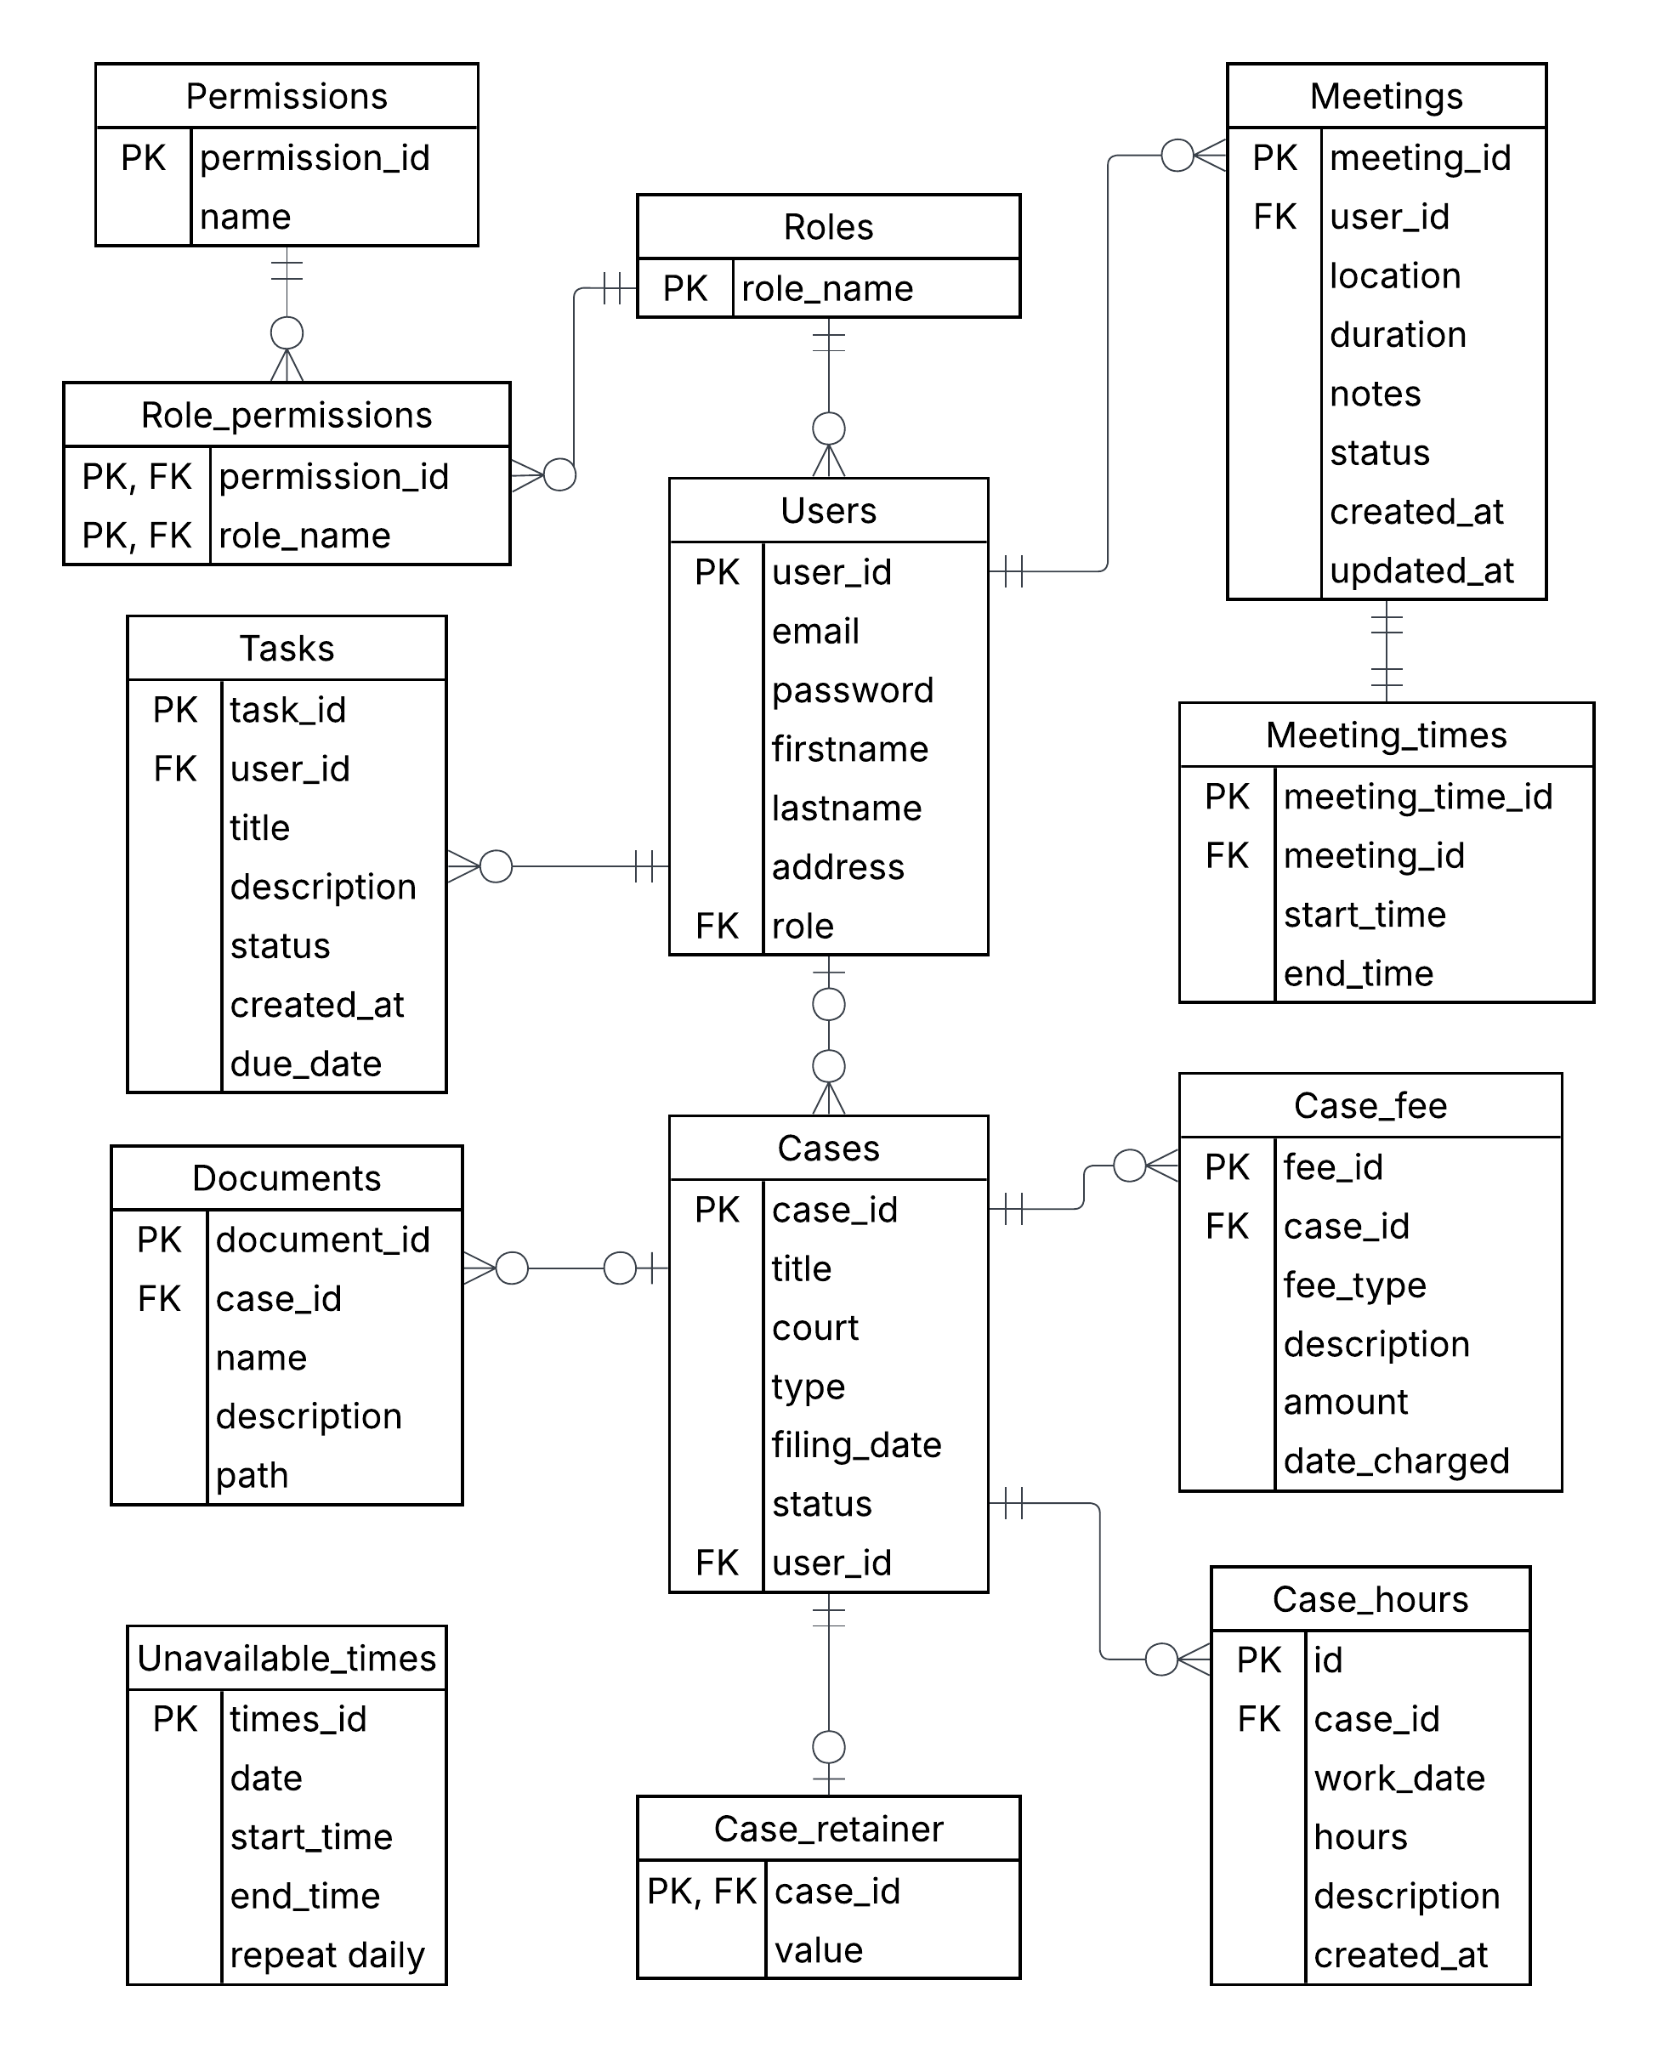 Permissions
PK permission_id
name
Roles
PK role_name
Meetings
PK meeting_id
FK user_id
location
duration
notes
status
created_at
updated_at
Role_permissions
PK, FK permission_id
PK, FK role_name
Users
PK user_id
email
password
firstname
lastname
address
FK role
Tasks
PK task_id
FK user_id
title
description
status
created_at
due_date
Meeting_times
PK meeting_time_id
FK meeting_id
start_time
end_time
Documents
PK document_id
FK case_id
name
description
path
Cases
PK case_id
title
court
type
filing_date
status
FK user_id
Case_fee
PK fee_id
FK case_id
fee_type
description
amount
date_charged
Unavailable_times
PK times_id
date
start_time
end_time
repeat daily
Case_retainer
PK, FK case_id
value
Case_hours
PK id
FK case_id
work_date
hours
description
created_at